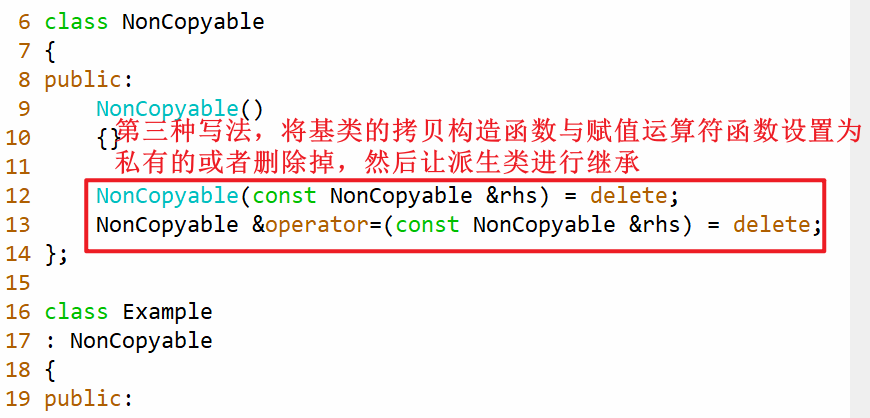 6 class NonCopyable
7 {
8 public:
9     NonCopyable()
10     {}
第三种写法，将基类的拷贝构造函数与赋值运算符函数设置为
私有的或者删除掉，然后让派生类进行继承
11
12     NonCopyable(const NonCopyable &rhs) = delete;
13     NonCopyable &operator=(const NonCopyable &rhs) = delete;
14 };
15
16 class Example
17 : NonCopyable
18 {
19 public: